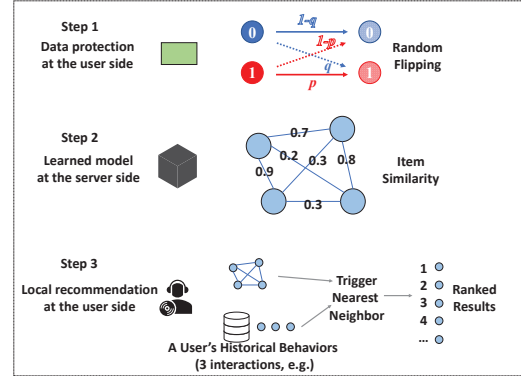 Step 1
Data protection
at the user side
0
1-q
0
1-p
q
1
p
1
Random
Flipping
Step 2
Learned model
at the server side
0.7
0.2
0.3
0.8
0.9
0.3
Item
Similarity
Step 3
Local recommendation
at the user side
Trigger
Nearest
Neighbor
1
2
3
4
...
Ranked
Results
A User's Historical Behaviors
(3 interactions, e.g.)